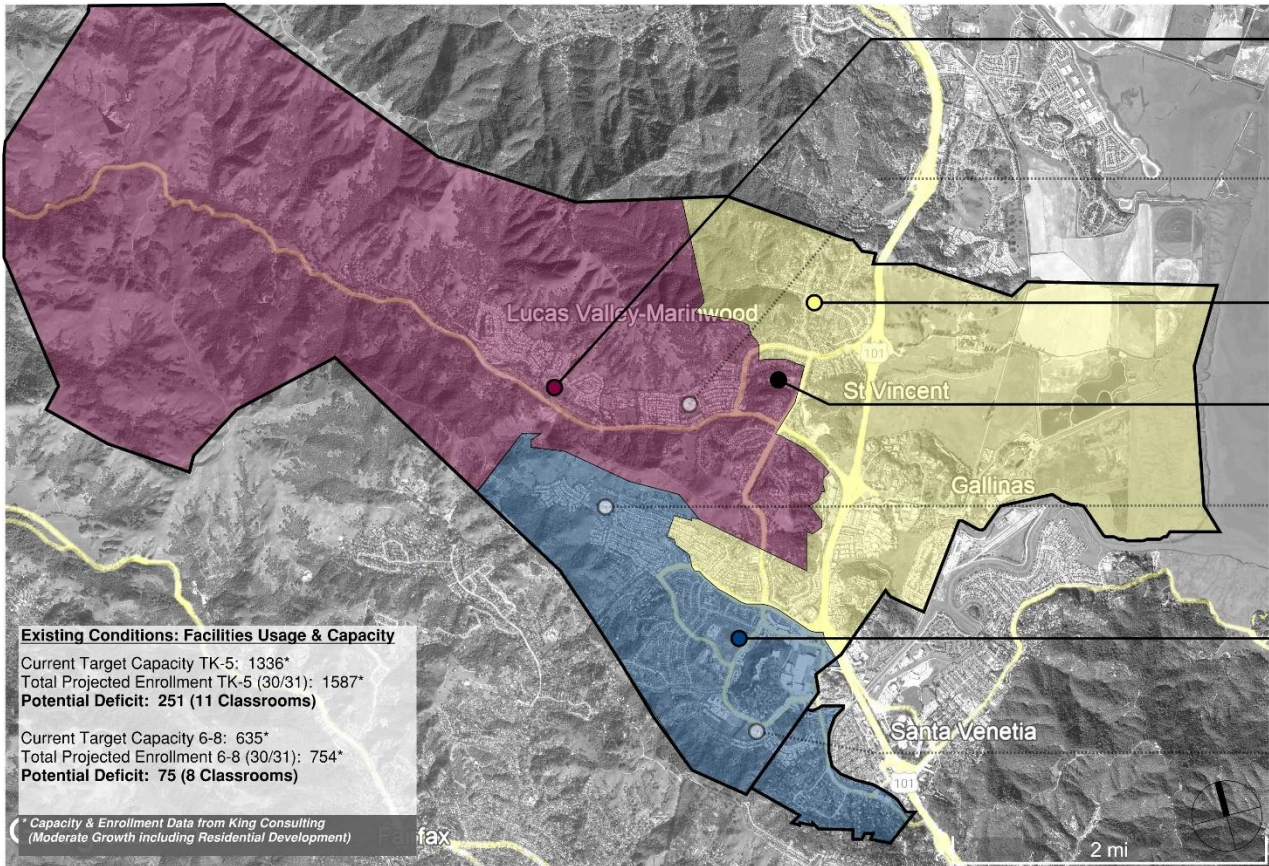 Lucas Valley-Marinwood
101
St Vincent
Gallinas
Santa Venetia
101
Existing Conditions: Facilities Usage & Capacity
Current Target Capacity TK-5: 1336*
Total Projected Enrollment TK-5 (30/31): 1587*
Potential Deficit: 251 (11 Classrooms)
Current Target Capacity 6-8: 635*
Total Projected Enrollment 6-8 (30/31): 754*
Potential Deficit: 75 (8 Classrooms)
* Capacity & Enrollment Data from King Consulting
(Moderate Growth including Residential Development)
2 mi